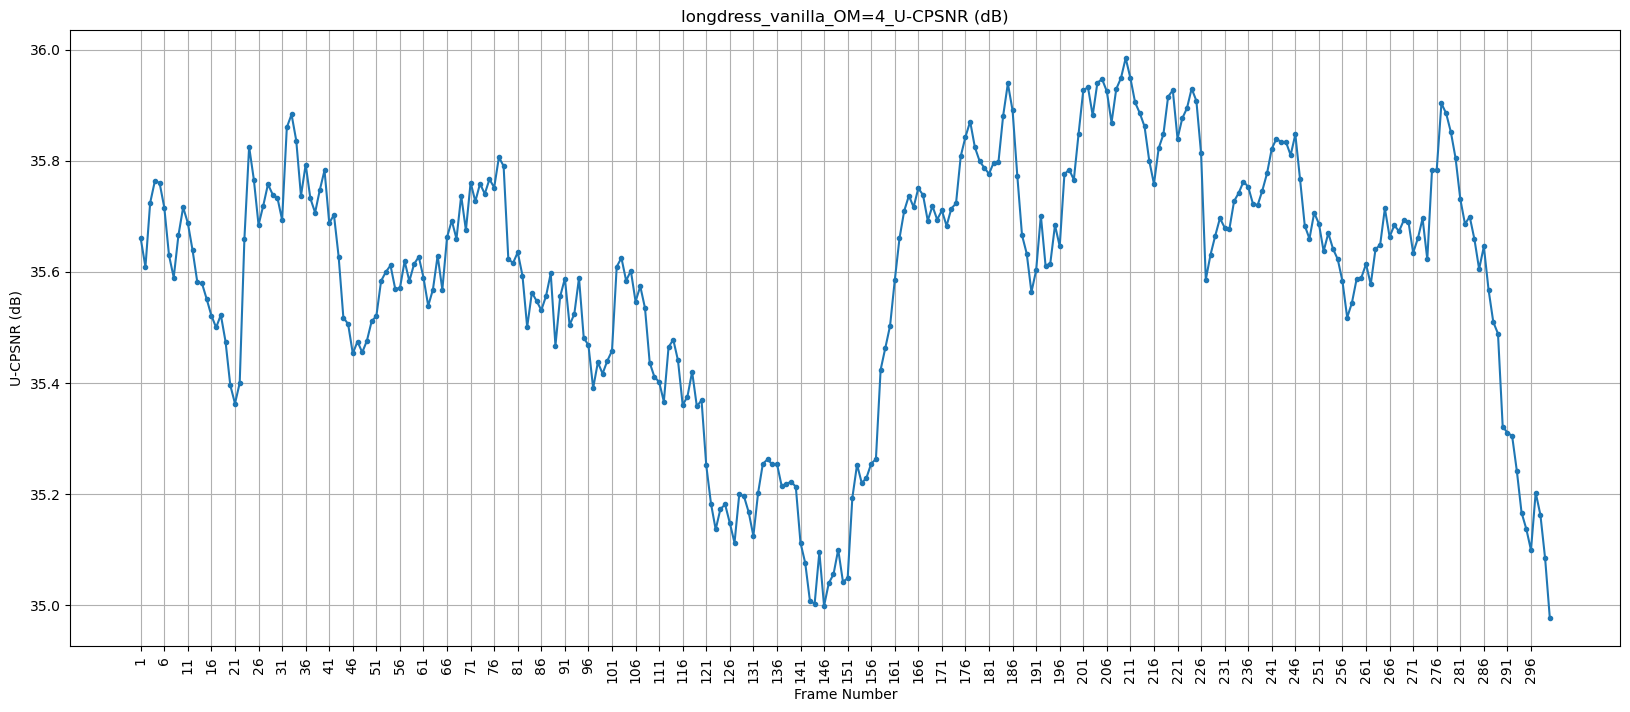 longdress_vanilla_OM=4_U-CPSNR (dB)
36.0
35.8
35.6
35.4
35.2
35.0
U-CPSNR (dB)
1 6 11 16 21 26 31 36 41 46 51 56 61 66 71 76 81 86 91 96 101 106 111 116 121 126 131 136 141 146 151 156 161 166 171 176 181 186 191 196 201 206 211 216 221 226 231 236 241 246 251 256 261 266 271 276 281 286 291 296
Frame Number